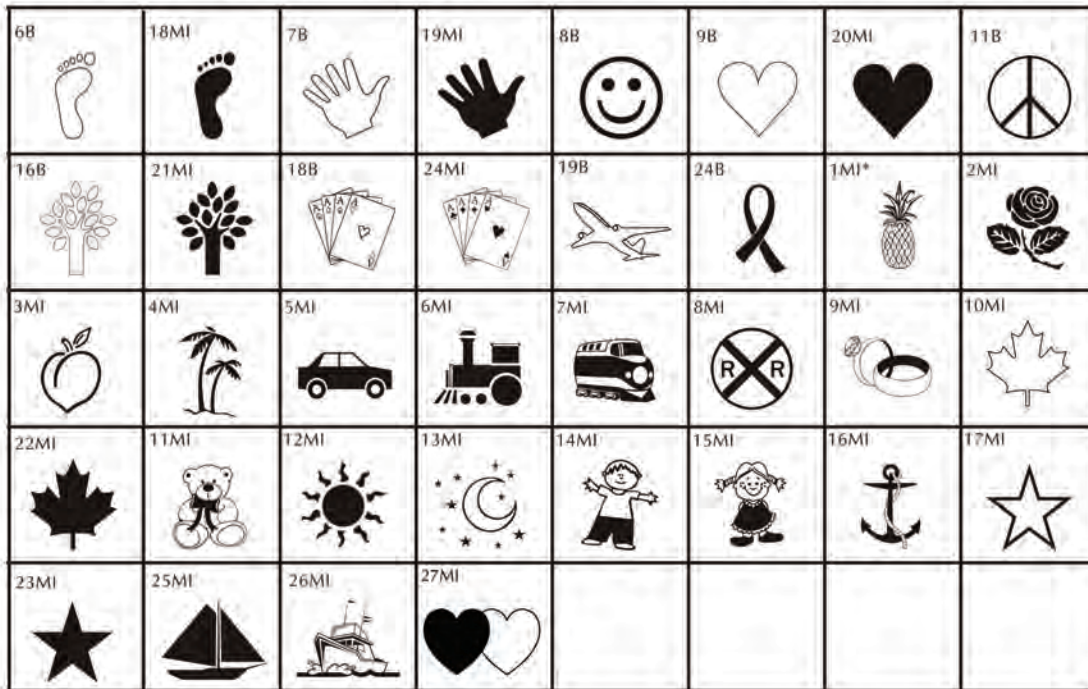 6B 18MI 7B 19MI 8B 9B 20MI 11B
16B 21MI 18B 24MI 19B 24B 1MI* 2MI
A A A A A A A A
3MI 4MI 5MI 6MI 7MI 8MI 9MI 10MI
R R
22MI 11MI 12MI 13MI 14MI 15MI 16MI 17MI
23MI 25MI 26MI 27MI